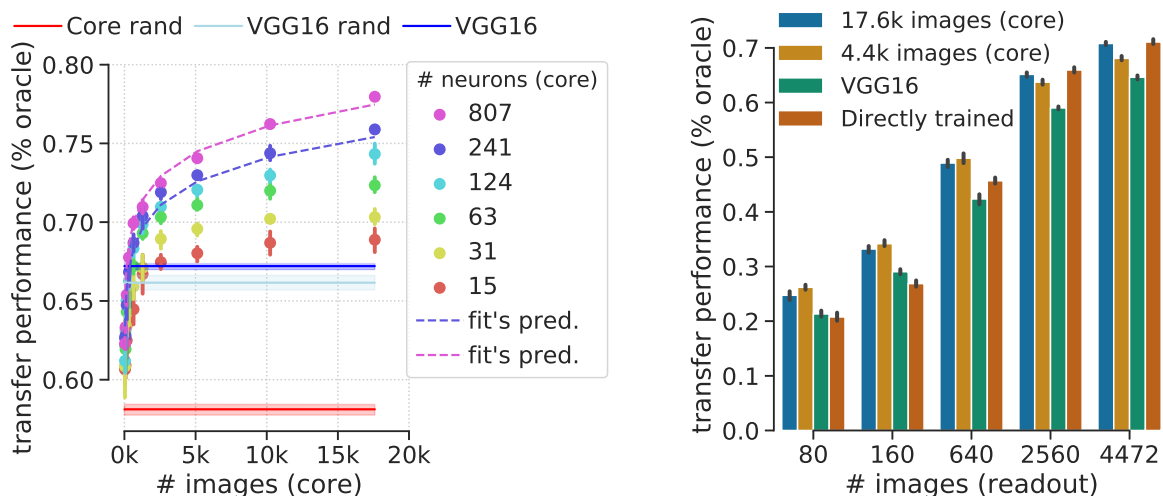 Core rand VGG16 rand VGG16
transfer performance (% oracle)
0.80
0.75
0.70
0.65
0.60
0k 5k 10k 15k 20k
# images (core)
# neurons (core)
807
241
124
63
31
15
fit's pred.
fit's pred.
17.6k images (core)
4.4k images (core)
VGG16
Directly trained
transfer performance (% oracle)
0.7
0.6
0.5
0.4
0.3
0.2
0.1
0.0
80 160 640 2560 4472
# images (readout)